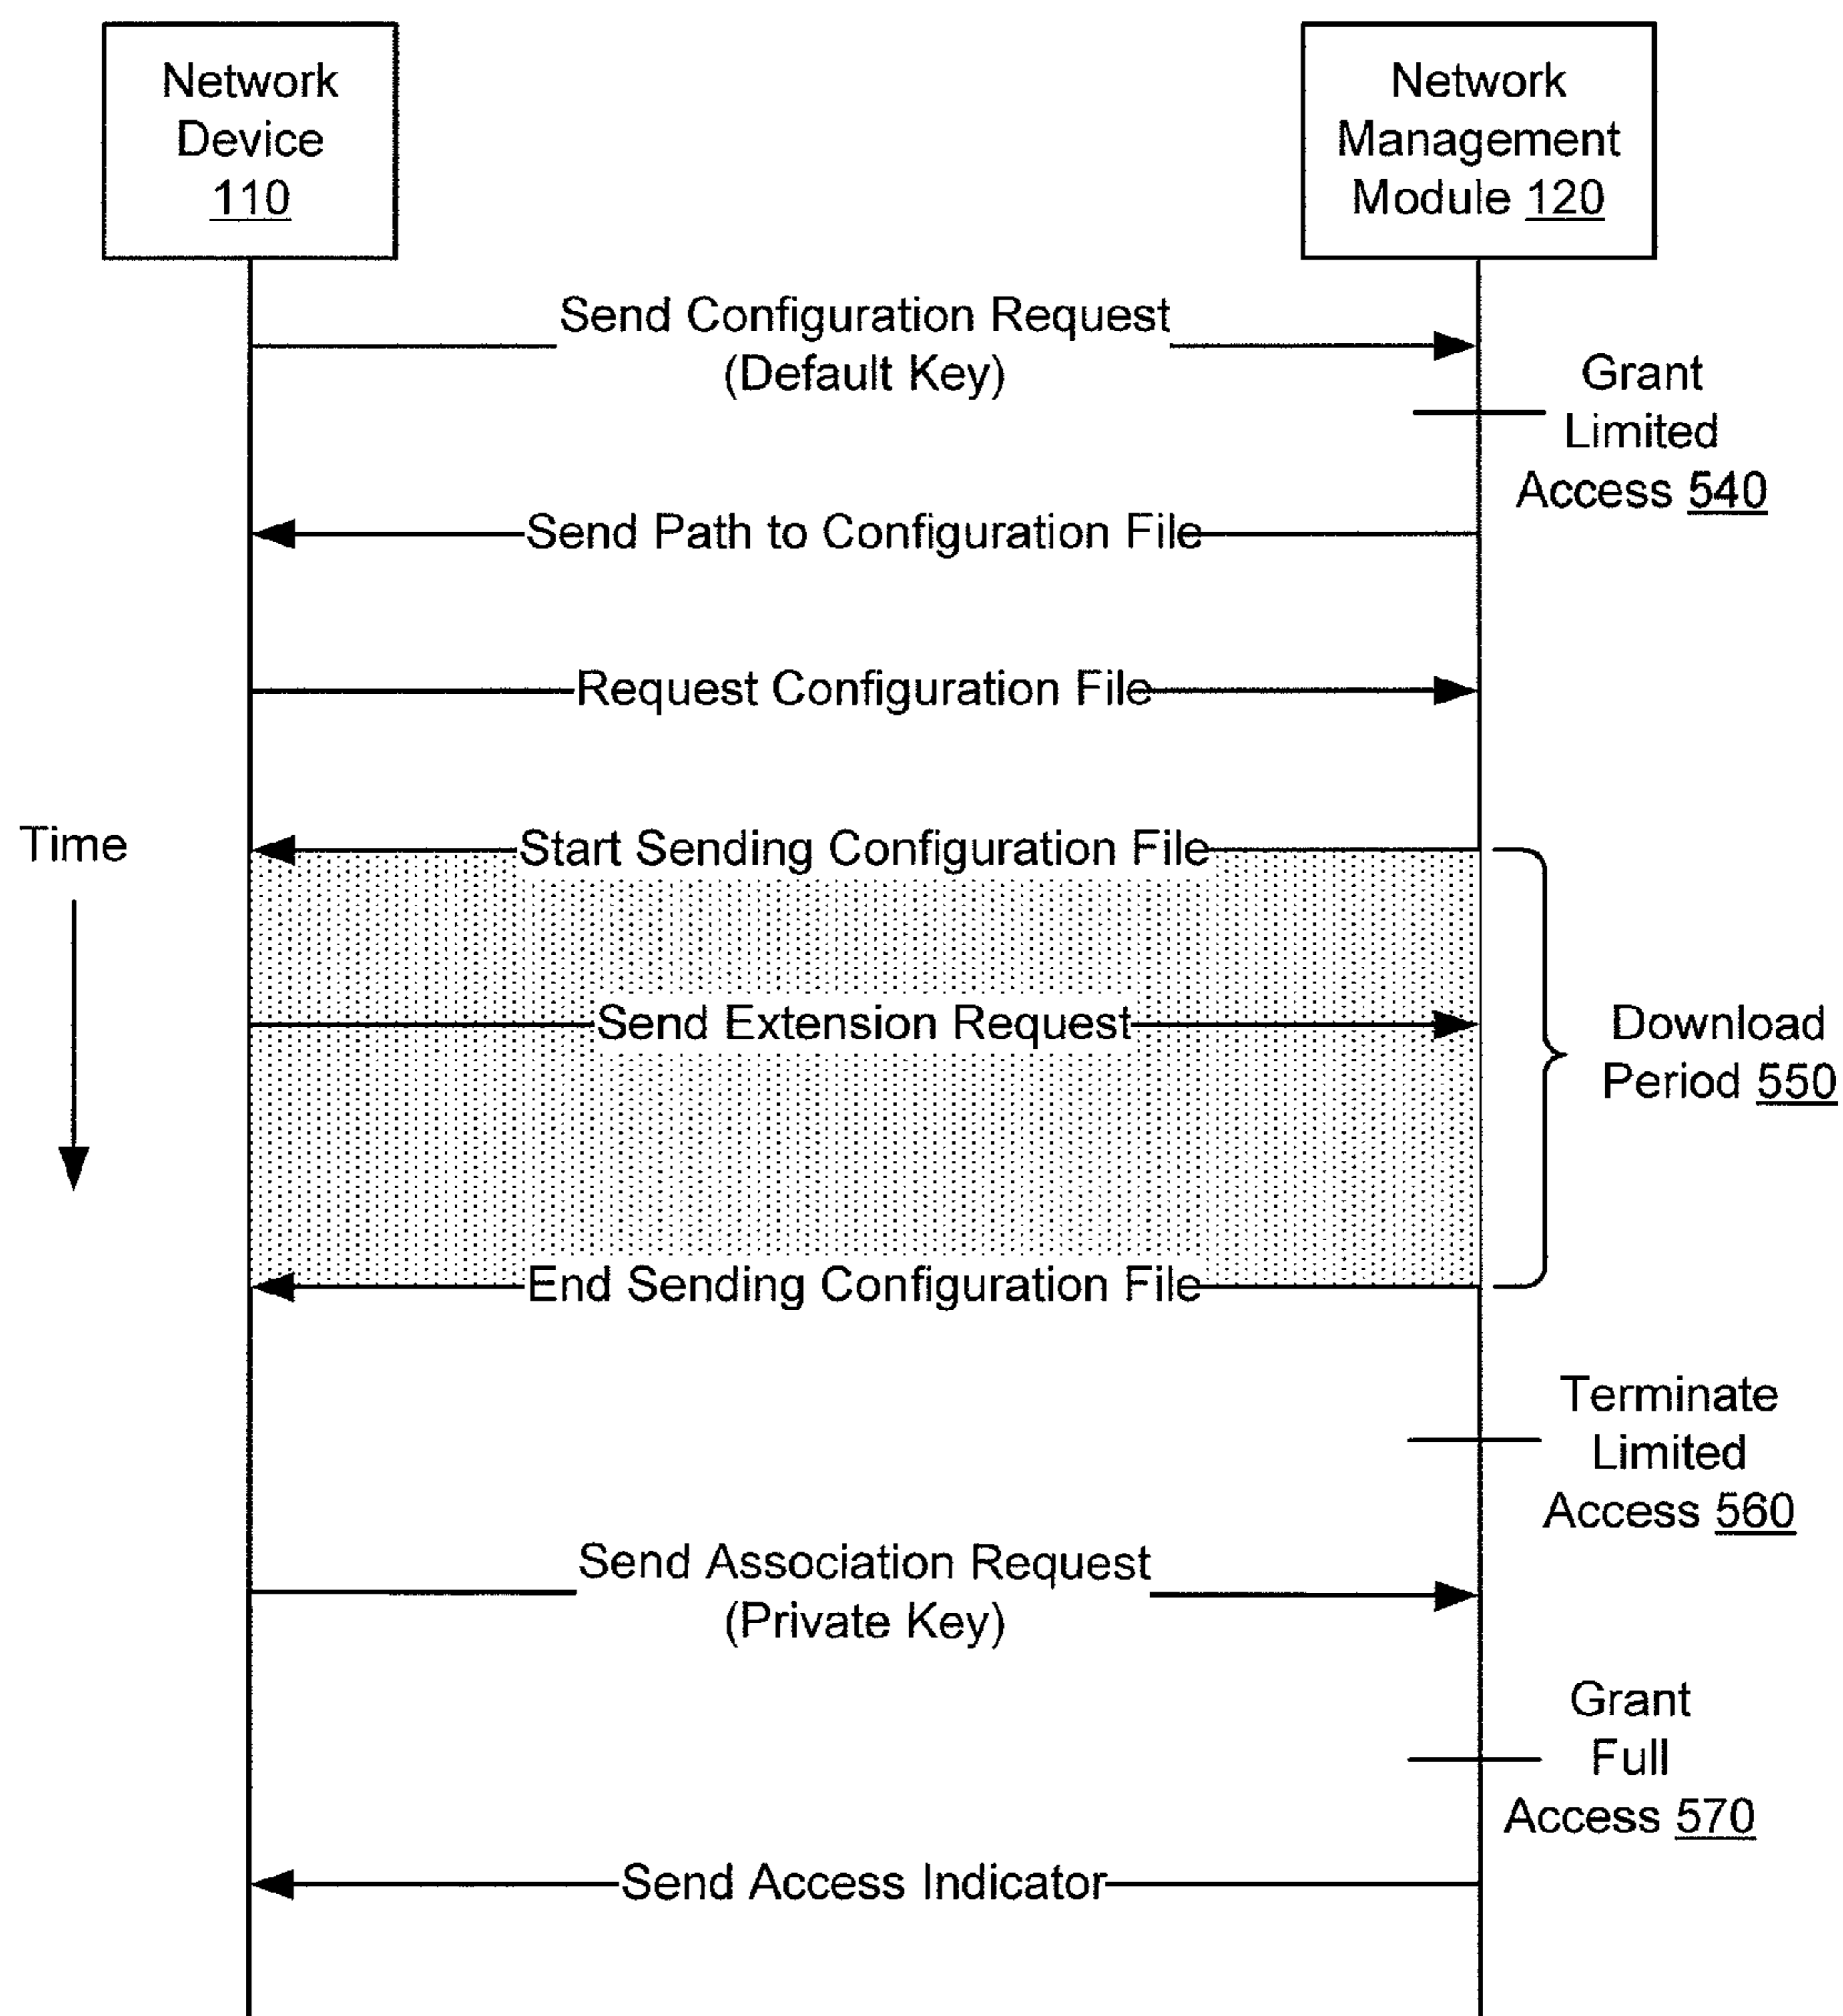 Network
Device
110
Network
Management
Module 120
Send Configuration Request
(Default Key)
Grant
Limited
Access 540
Send Path to Configuration File
Request Configuration File
Time
Start Sending Configuration File
Send Extension Request
Download
Period 550
End Sending Configuration File
Terminate
Limited
Access 560
Send Association Request
(Private Key)
Grant
Full
Access 570
Send Access Indicator